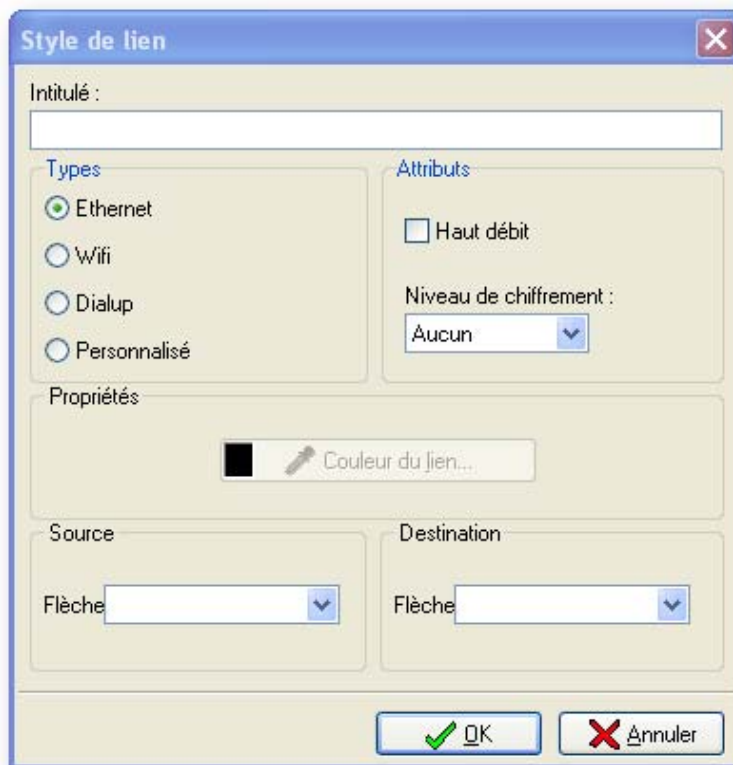 Style de lien
Intitulé :
Types
Ethernet
Wifi
Dialup
Personnalisé
Attributs
Haut débit
Niveau de chiffrement :
Aucun
Propriétés
Couleur du lien...
Source
Flèche
Destination
Flèche
OK
Annuler